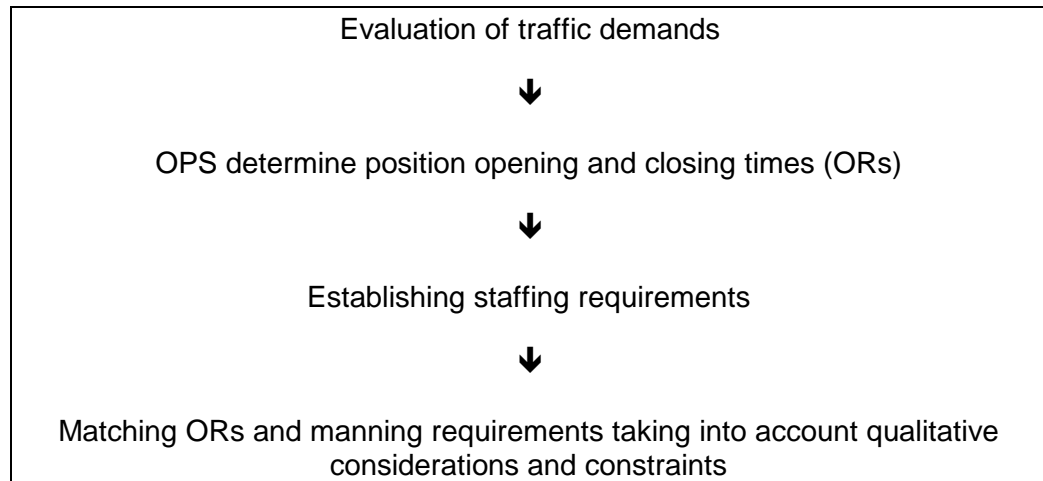 Evaluation of traffic demands
OPS determine position opening and closing times (ORs)
Establishing staffing requirements
Matching ORs and manning requirements taking into account qualitative
considerations and constraints